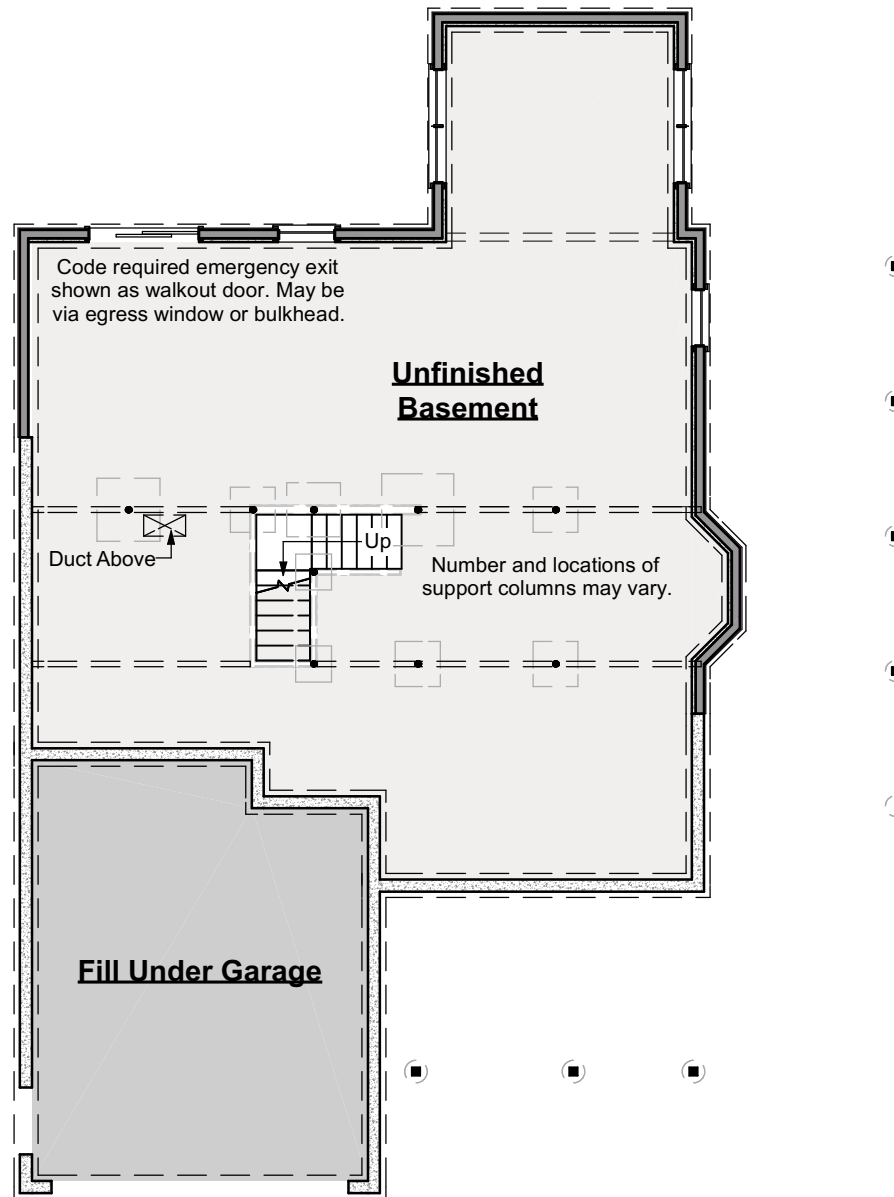 Code required emergency exit
shown as walkout door. May be
via egress window or bulkhead.
Unfinished
Basement
Up
Duct Above
Number and locations of
support columns may vary.
Fill Under Garage